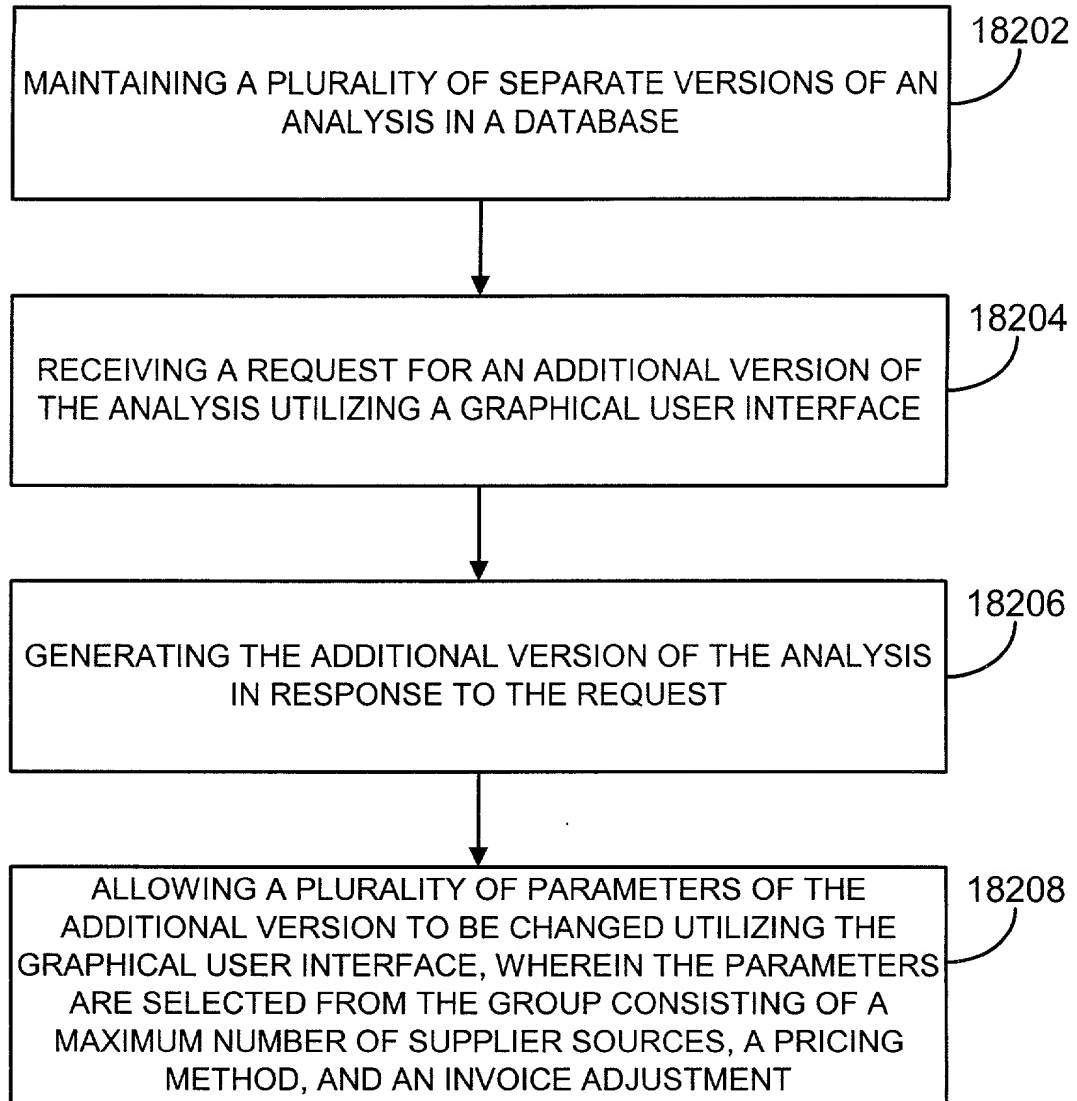 18202
MAINTAINING A PLURALITY OF SEPARATE VERSIONS OF AN
ANALYSIS IN A DATABASE
18204
RECEIVING A REQUEST FOR AN ADDITIONAL VERSION OF
THE ANALYSIS UTILIZING A GRAPHICAL USER INTERFACE
18206
GENERATING THE ADDITIONAL VERSION OF THE ANALYSIS
IN RESPONSE TO THE REQUEST
18208
ALLOWING A PLURALITY OF PARAMETERS OF THE
ADDITIONAL VERSION TO BE CHANGED UTILIZING THE
GRAPHICAL USER INTERFACE, WHEREIN THE PARAMETERS
ARE SELECTED FROM THE GROUP CONSISTING OF A
MAXIMUM NUMBER OF SUPPLIER SOURCES, A PRICING
METHOD, AND AN INVOICE ADJUSTMENT